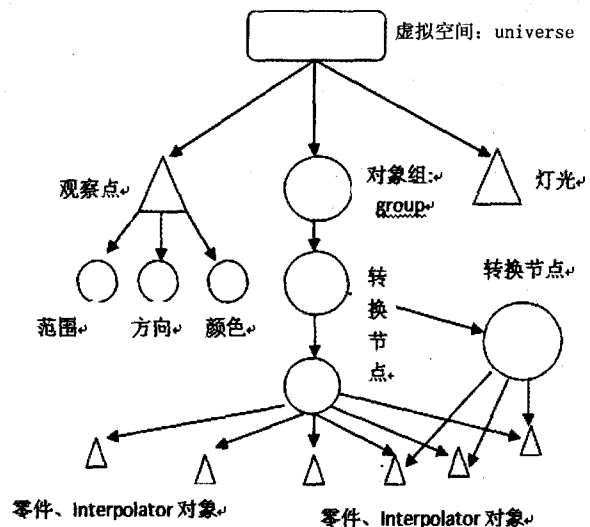 虚拟空间：universe
观察点
对象组:
group
灯光
范围
方向
颜色
转
换
节
点
转换节点
零件、Interpolator 对象
零件、Interpolator 对象